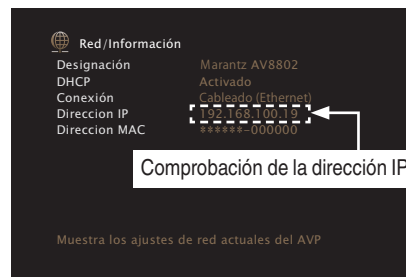 Red/Información
Designación Marantz AV8802
DHCP Activado
Conexión Cableado (Ethernet)
Direccion IP 192.168.100.19
Direccion MAC ******-000000
Comprobación de la dirección IP
Muestra los ajustes de red actuales del AVP